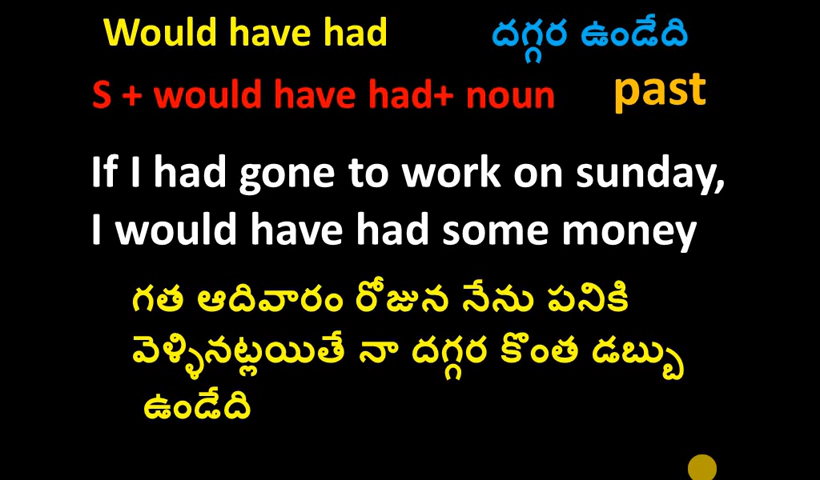 Would have had దగ్గర ఉండేది
S + would have had+ noun past
If I had gone to work on sunday,
I would have had some money
గత ఆదివారం రోజున నేను పనికి
వెళ్ళినట్లయితే నా దగ్గర కొంత డబ్బు
ఉండేది